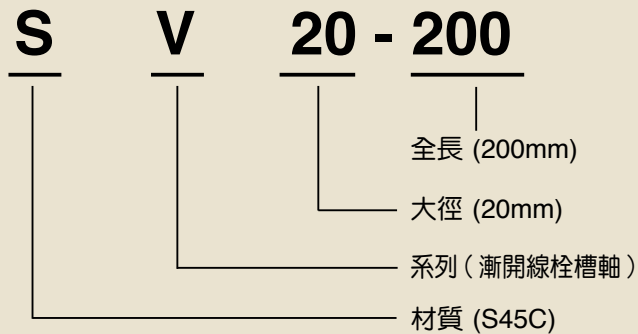 S V 20 - 200
全長 (200mm)
大徑 (20mm)
系列 ( 漸開線栓槽軸 )
材質 (S45C)